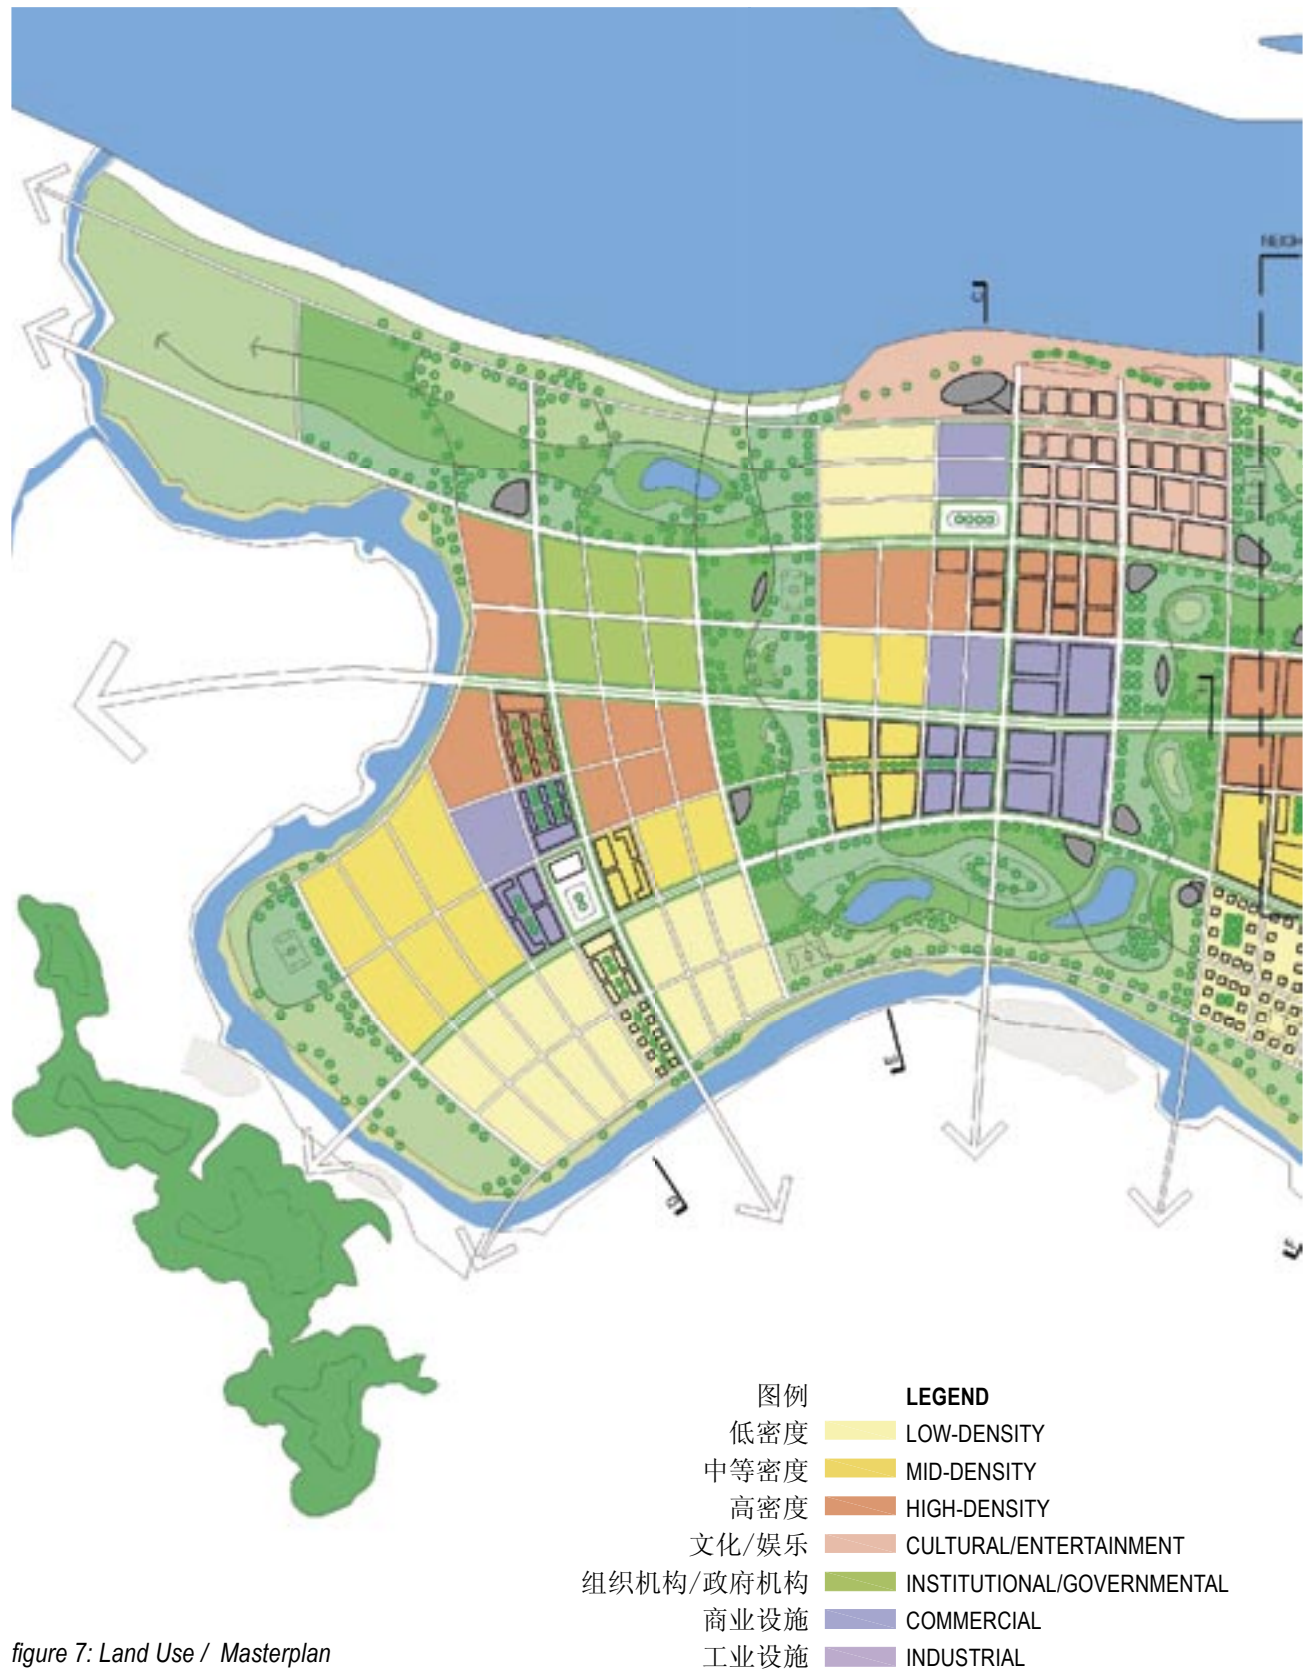 图例 LEGEND
低密度 LOW-DENSITY
中等密度 MID-DENSITY
高密度 HIGH-DENSITY
文化/娱乐 CULTURAL/ENTERTAINMENT
组织机构/政府机构 INSTITUTIONAL/GOVERNMENTAL
商业设施 COMMERCIAL
工业设施 INDUSTRIAL
figure 7: Land Use / Masterplan